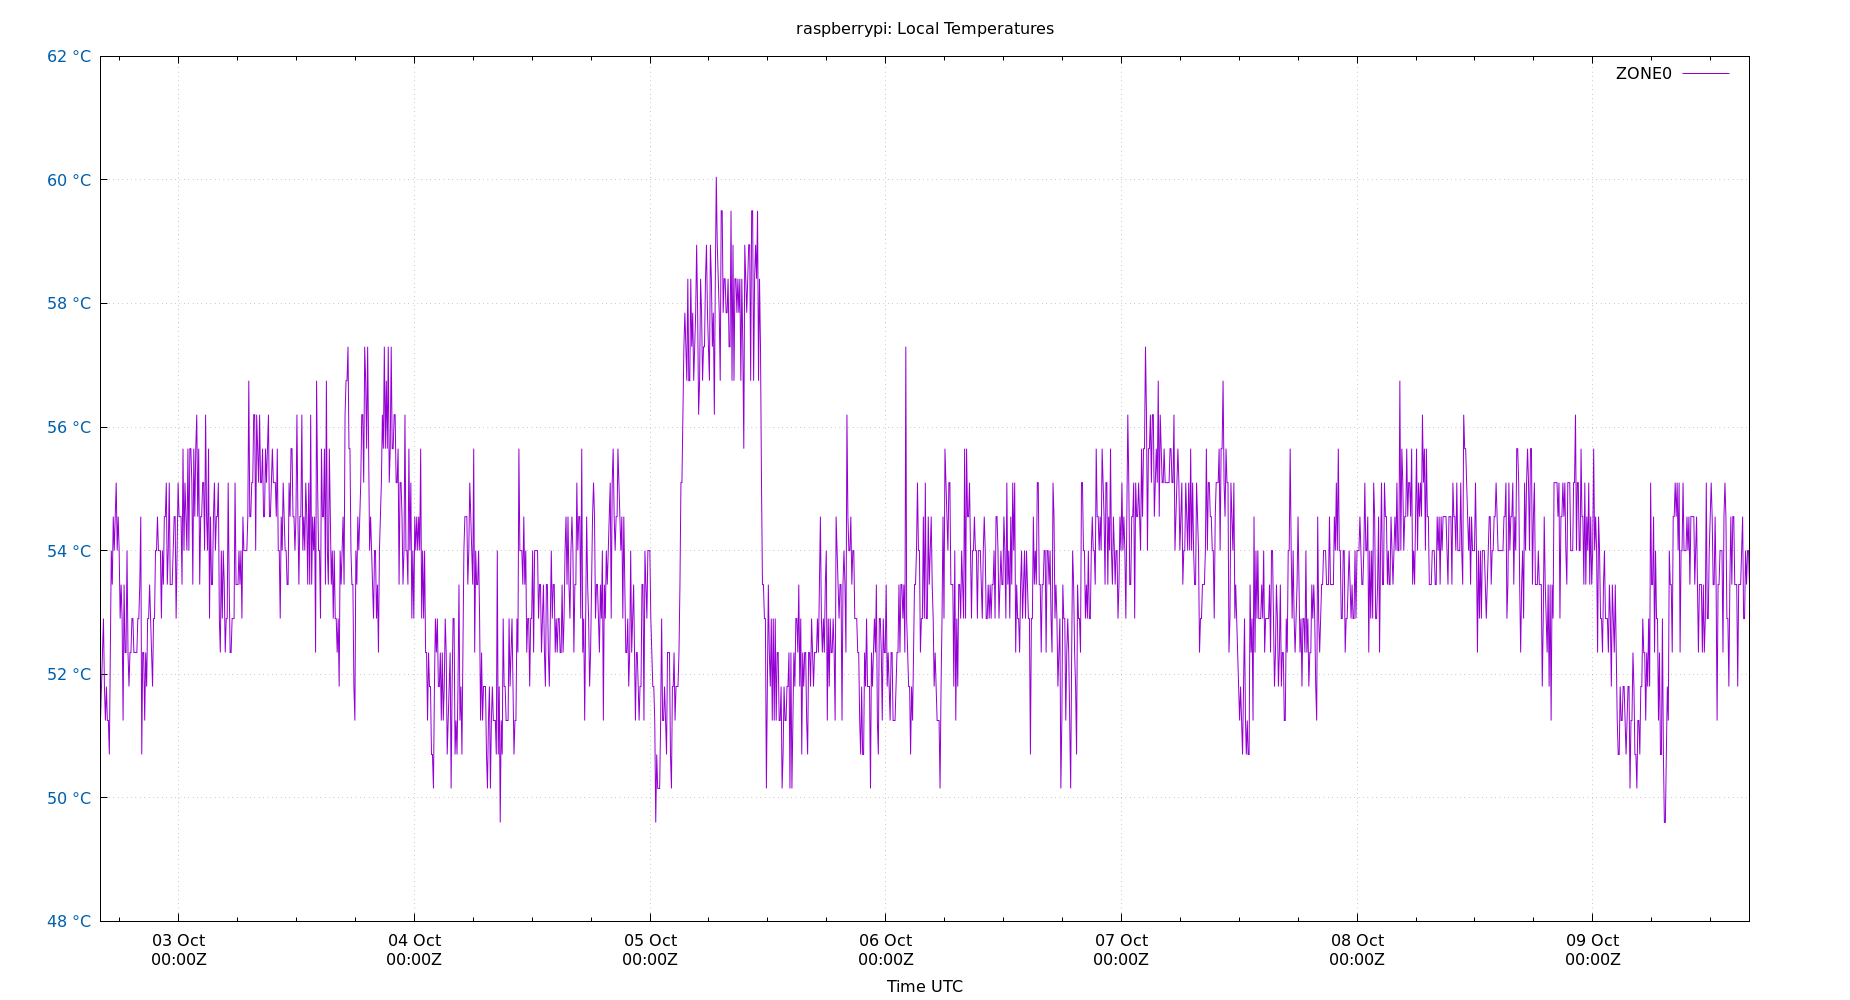 raspberrypi: Local Temperatures
ZONE0
62 °C
60 °C
58 °C
56 °C
54 °C
52 °C
50 °C
48 °C
03 Oct 04 Oct 05 Oct 06 Oct 07 Oct 08 Oct 09 Oct
00:00Z 00:00Z 00:00Z 00:00Z 00:00Z 00:00Z 00:00Z
Time UTC